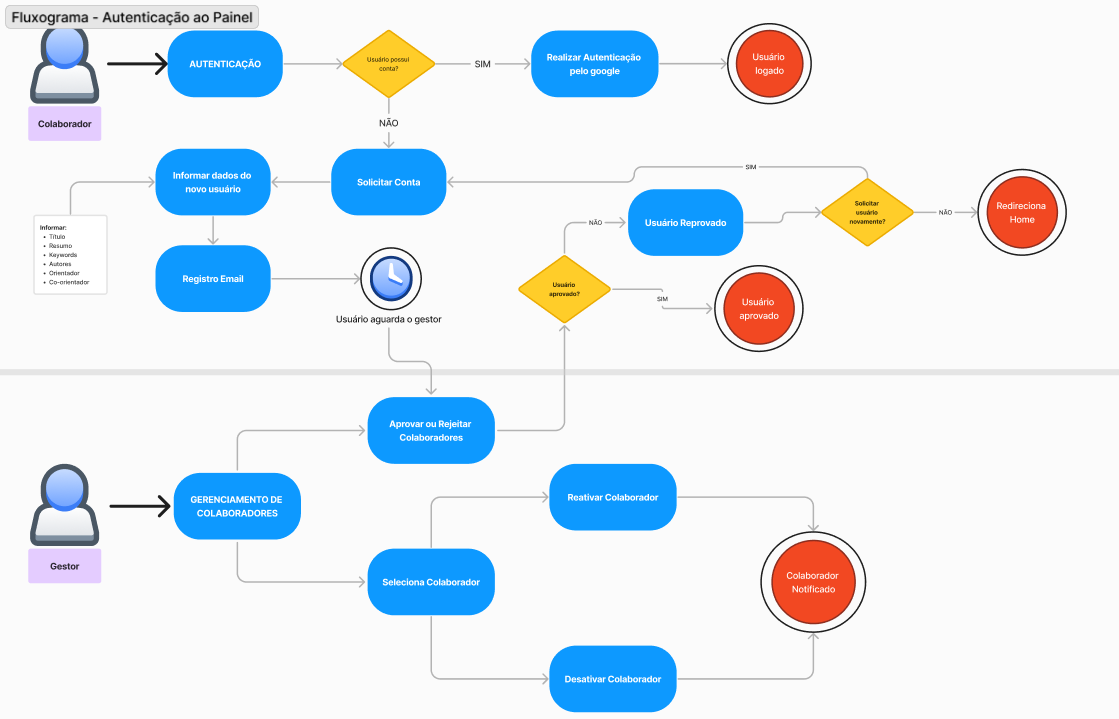 Fluxograma - Autenticação ao Painel
Colaborador
AUTENTICAÇÃO
Usuário possui
conta?
SIM
Realizar Autenticação
pelo google
Usuário
logado
NÃO
Solicitar Conta
Informar dados do
novo usuário
Informar:
• Título
• Resumo
• Keywords
• Autores
• Orientador
• Co-orientador
Registro Email
Usuário aguarda o gestor
Usuário
aprovado?
NÃO
Usuário Reprovado
SIM
Usuário
aprovado
Solicitar
usuário
novamente?
SIM
NÃO
Redireciona
Home
Gestor
GERENCIAMENTO DE
COLABORADORES
Aprovar ou Rejeitar
Colaboradores
Seleciona Colaborador
Reativar Colaborador
Desativar Colaborador
Colaborador
Notificado